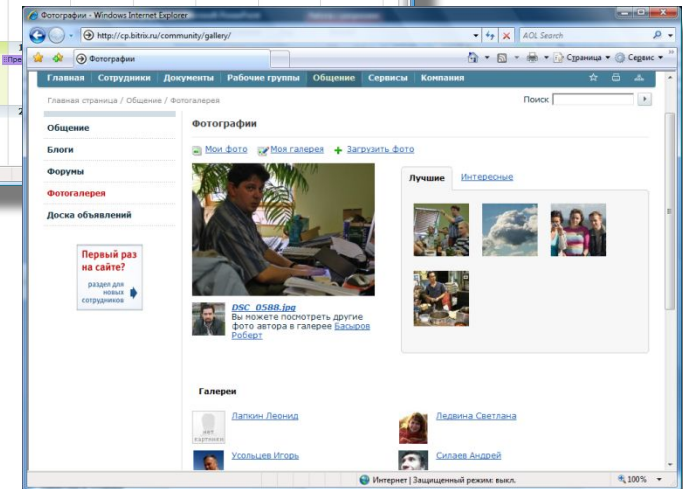 Фотографии - Windows Internet Explorer
http://cp.bitrix.ru/community/gallery/
AOL Search
Фотографии
Страница
Сервис
Главная Сотрудники Документы Рабочие группы Общение Сервисы Компания
Главная страница / Общение / Фотогалерея
Поиск
Общение
Блоги
Форумы
Фотогалерея
Доска объявлений
Первый раз
на сайте?
раздел для
новых
сотрудников
Фотографии
Мои фото Моя галерея Загрузить фото
Лучшие Интересные
DSC_0588.jpg
Вы можете посмотреть другие
фото автора в галерее Басыров
Роберт
Галереи
нет
картинки
Лапкин Леонид
Ледвина Светлана
Усольцев Игорь
Силаев Андрей
Интернет | Защищенный режим: выкл.
100%